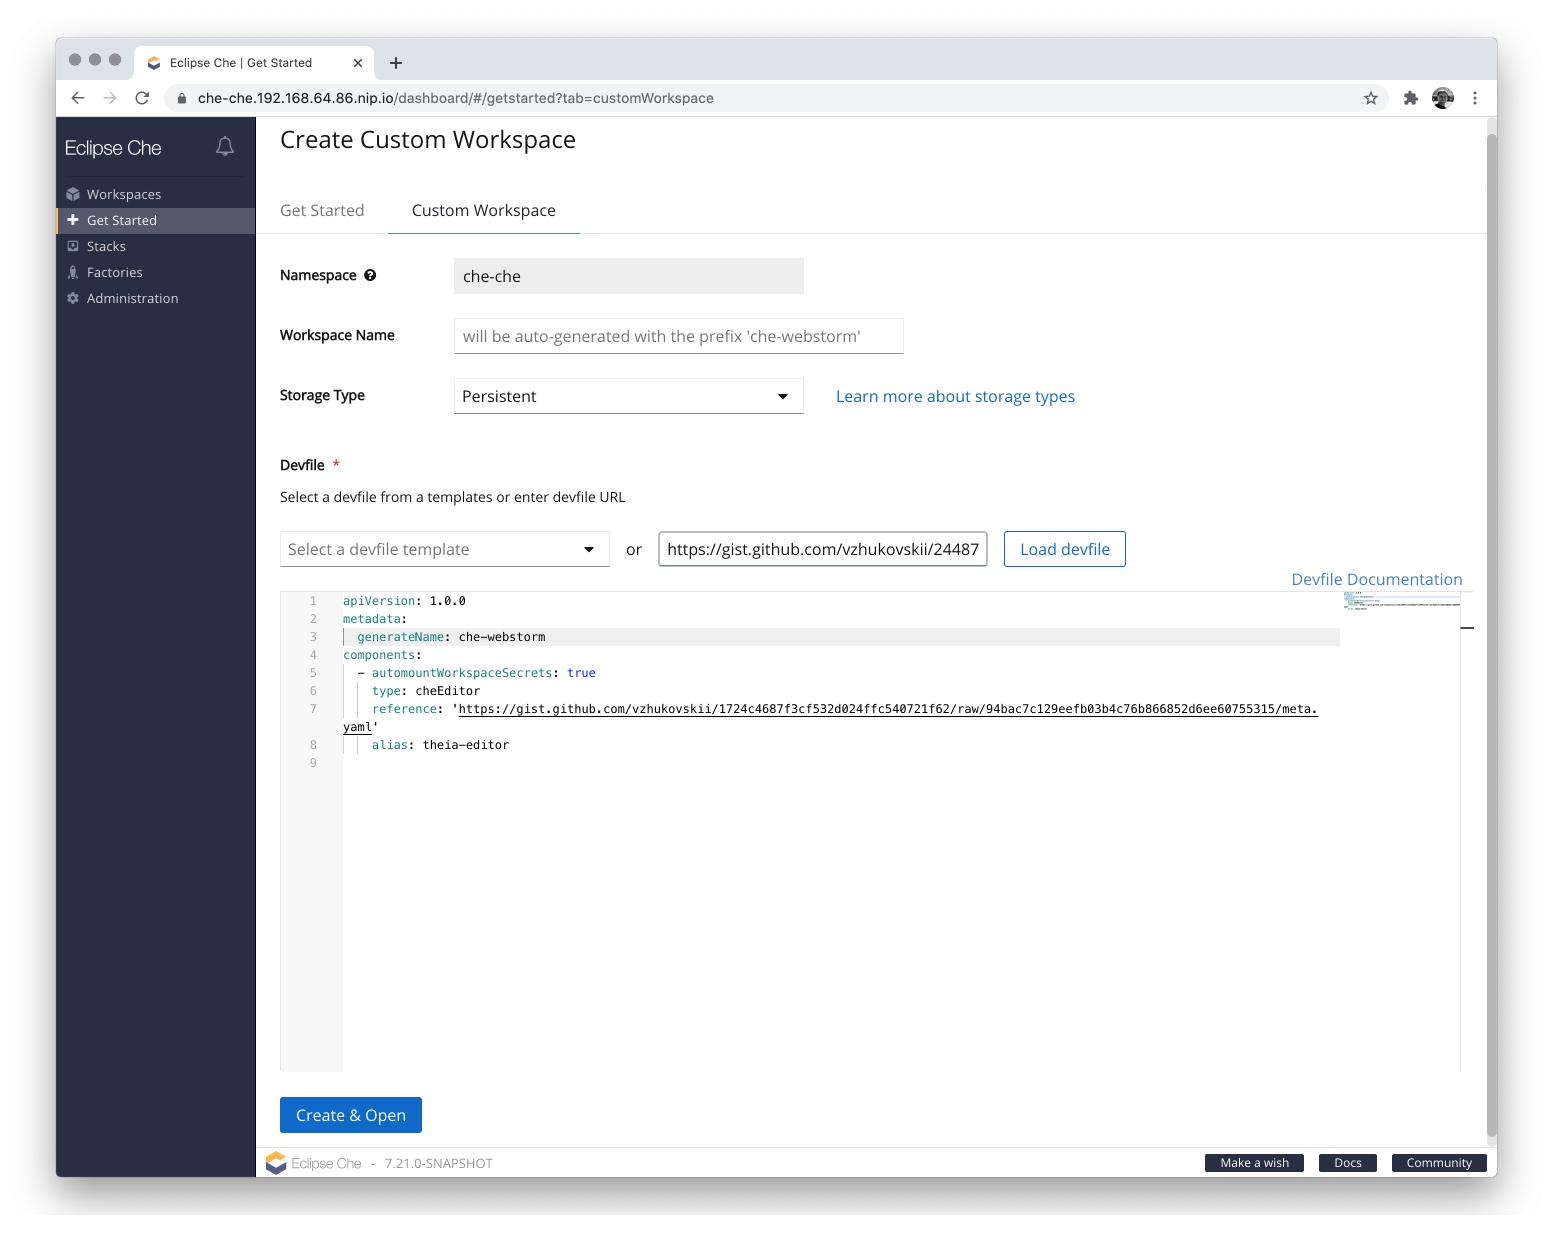 Eclipse Che | Get Started
che-che.192.168.64.86.nip.io/dashboard/#/getstarted?tab=customWorkspace
Eclipse Che
Workspaces
Get Started
Stacks
Factories
Administration
Create Custom Workspace
Get Started
Custom Workspace
Namespace
che-che
Workspace Name
will be auto-generated with the prefix 'che-webstorm'
Storage Type
Persistent
Learn more about storage types
Devfile *
Select a devfile from a templates or enter devfile URL
Select a devfile template
or
https://gist.github.com/vzhukovskii/24487
Load devfile
Devfile Documentation
1 apiVersion: 1.0.0
2 metadata:
3 generateName: che-webstorm
4 components:
5 - automountWorkspaceSecrets: true
6 type: cheEditor
7 reference: 'https://gist.github.com/vzhukovskii/1724c4687f3cf532d024ffc540721f62/raw/94bac7c129eefb03b4c76b866852d6ee60755315/meta.
yaml'
8 alias: theia-editor
9
Create & Open
Eclipse Che - 7.21.0-SNAPSHOT
Make a wish
Docs
Community